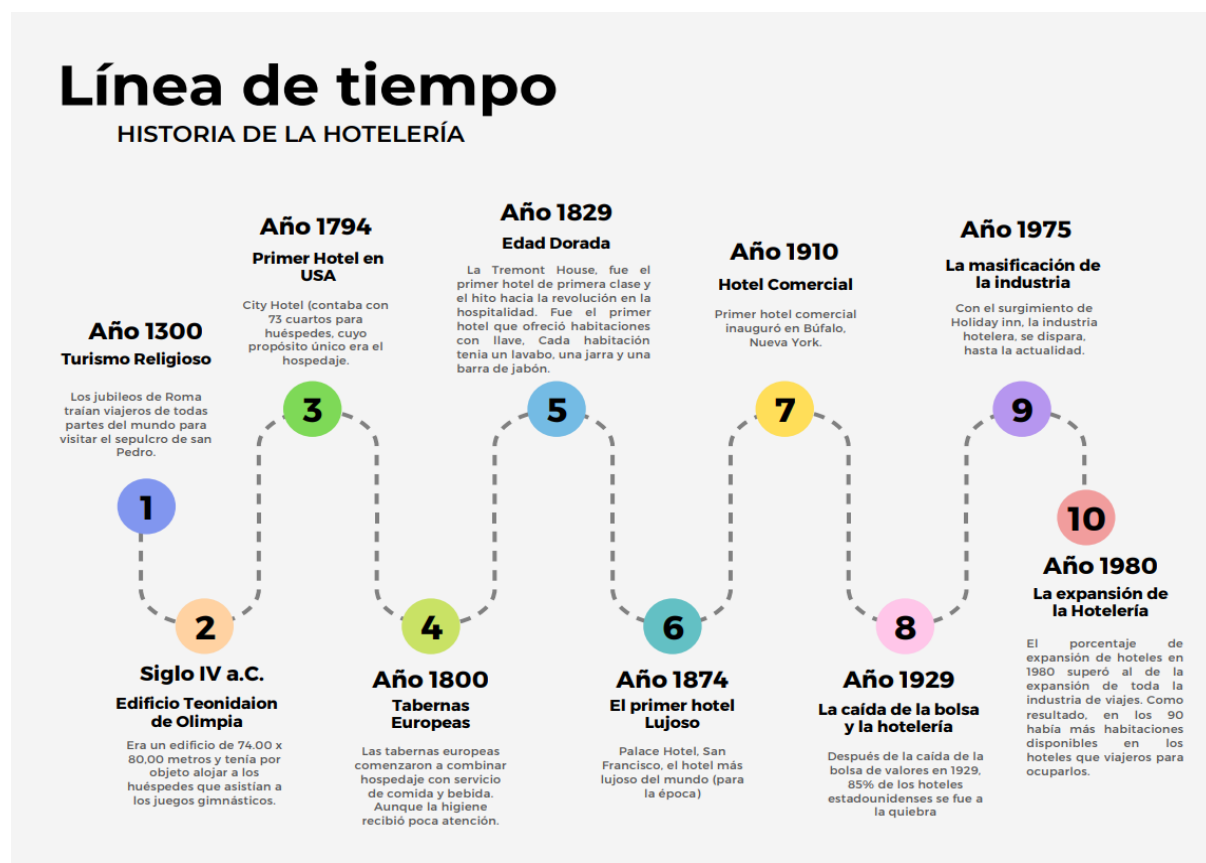 Línea de tiempo
HISTORIA DE LA HOTELERÍA
Año 1300
Turismo Religioso
Los jubileos de Roma
traían viajeros de todas
partes del mundo para
visitar el sepulcro de san
Pedro.
1
2
Siglo IV a.C.
Edificio Teonidaion
de Olimpia
Era un edificio de 74.00 x
80,00 metros y tenía por
objeto alojar a los
huéspedes que asistían a
los juegos gimnásticos.
Año 1794
Primer Hotel en
USA
City Hotel (contaba con
73 cuartos para
huéspedes, cuyo
propósito único era el
hospedaje.
3
4
Año 1800
Tabernas
Europeas
Las tabernas europeas
comenzaron a combinar
hospedaje con servicio
de comida y bebida.
Aunque la higiene
recibió poca atención.
Año 1829
Edad Dorada
La Tremont House, fue el
primer hotel de primera clase y
el hito hacia la revolución en la
hospitalidad. Fue el primer
hotel que ofreció habitaciones
con llave, Cada habitación
tenia un lavabo, una jarra y una
barra de jabón.
5
6
Año 1874
El primer hotel
Lujoso
Palace Hotel, San
Francisco, el hotel más
lujoso del mundo (para
la época)
Año 1910
Hotel Comercial
Primer hotel comercial
inauguró en Búfalo,
Nueva York.
7
8
Año 1929
La caída de la bolsa
y la hotelería
Después de la caída de la
bolsa de valores en 1929,
85% de los hoteles
estadounidenses se fue a
la quiebra
Año 1975
La masificación de
la industria
Con el surgimiento de
Holiday inn, la industria
hotelera, se dispara,
hasta la actualidad.
9
10
Año 1980
La expansión de
la Hotelería
El porcentaje de
expansión de hoteles en
1980 superó al de la
expansión de toda la
industria de viajes. Como
resultado, en los 90
había más habitaciones
disponibles en los
hoteles que viajeros para
ocuparlos.